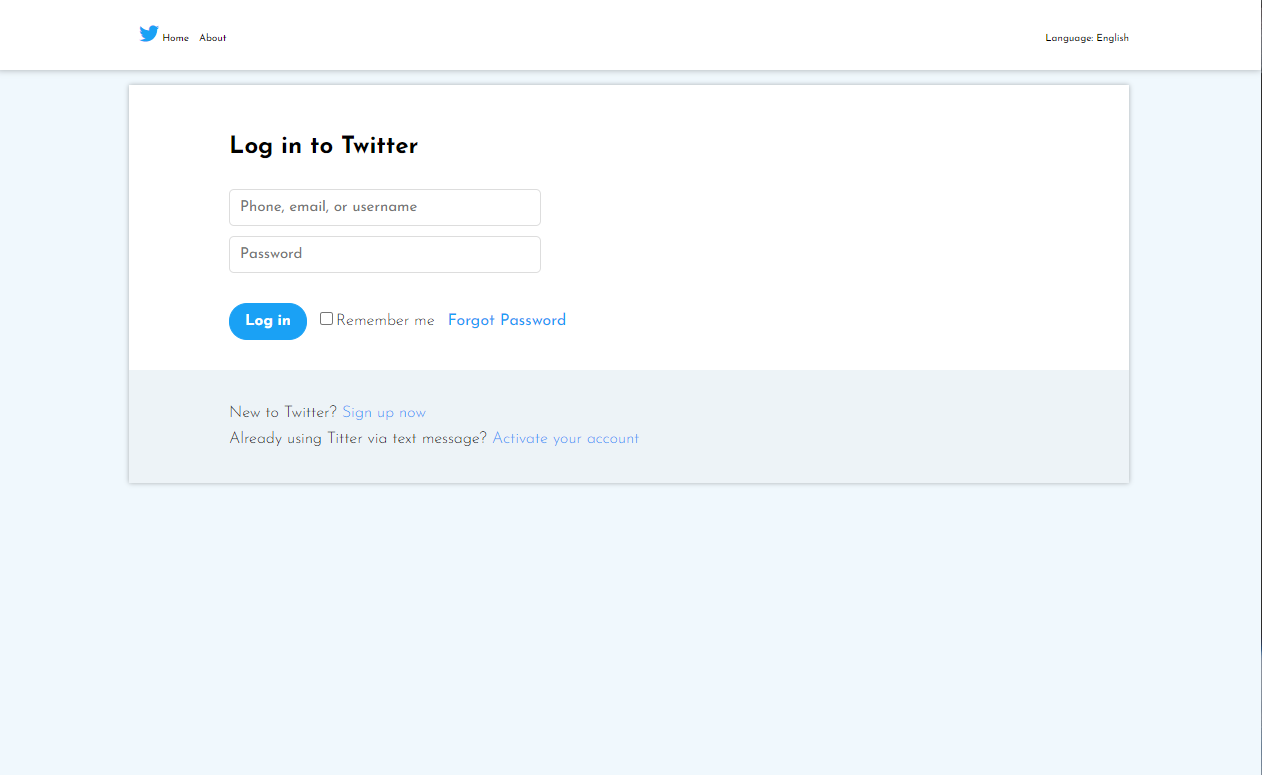 Home About Language: English
Log in to Twitter
Phone, email, or username
Password
Log in Remember me Forgot Password
New to Twitter? Sign up now
Already using Titter via text message? Activate your account